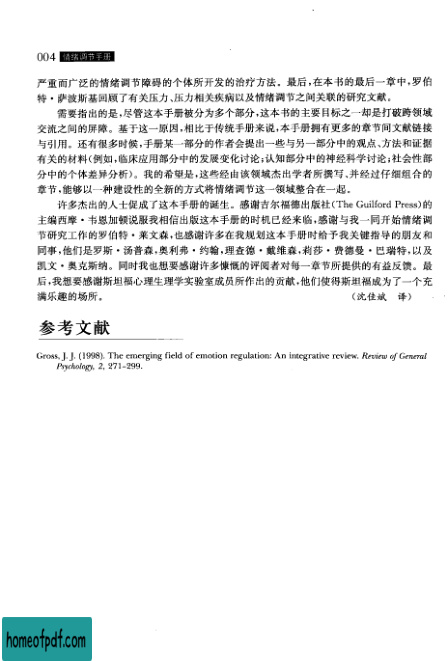 004 情绪调节手册
严重而广泛的情绪调节障碍的个体所开发的治疗方法。最后,在本书的最后一章中,罗伯
特·萨波斯基回顾了有关压力、压力相关疾病以及情绪调节之间关联的研究文献。
需要指出的是,尽管这本手册被分为多个部分,这本书的主要目标之一却是打破跨领域
交流之间的屏障。基于这一原因,相比于传统手册来说,本手册拥有更多的章节间文献链接
与引用。还有很多时候,手册某一部分的作者会提出一些与另一部分中的观点、方法和证据
有关的材料(例如,临床应用部分中的发展变化讨论;认知部分中的神经科学讨论;社会性部
分中的个体差异分析)。我的希望是,这些经由该领域杰出学者所撰写、并经过仔细组合的
章节,能够以一种建设性的全新的方式将情绪调节这一领域整合在一起。
许多杰出的人士促成了这本手册的诞生。感谢吉尔福德出版社(The Guilford Press)的
主编西摩·韦恩加顿说服我相信出版这本手册的时机已经来临,感谢与我一同开始情绪调
节研究工作的罗伯特·莱文森,也感谢许多在我规划这本手册时给予我关键指导的朋友和
同事,他们是罗斯·汤普森,奥利弗·约翰,理查德·戴维森,莉莎·费德曼·巴瑞特,以及
凯文·奥克斯纳。同时我也想要感谢许多慷慨的评阅者对每一章节所提供的有益反馈。最
后,我想要感谢斯坦福心理生理学实验室成员所作出的贡献,他们使得斯坦福成为了一个充
满乐趣的场所。 (沈仕斌 译)
参考文献
Gross, J. J. (1998). The emerging field of emotion regulation: An integrative review. Review of General
Psychology, 2, 271–299.
homeofpdf.com